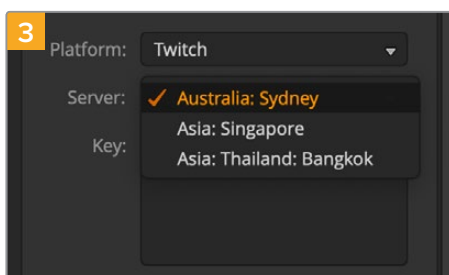 3
Platform: Twitch
Server: Australia: Sydney
Asia: Singapore
Key:
Asia: Thailand: Bangkok